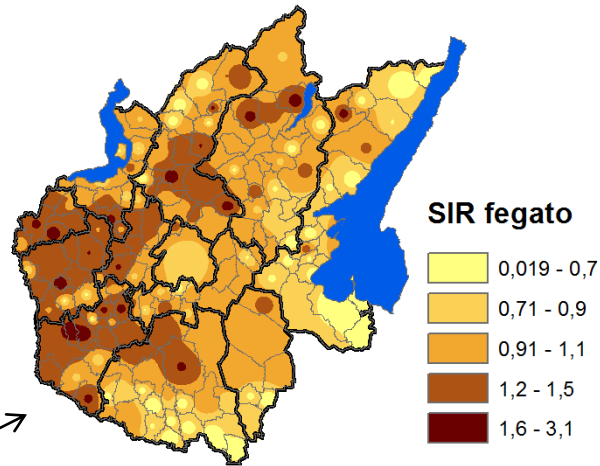 SIR fegato
0,019 - 0,7
0,71 - 0,9
0,91 - 1,1
1,2 - 1,5
1,6 - 3,1